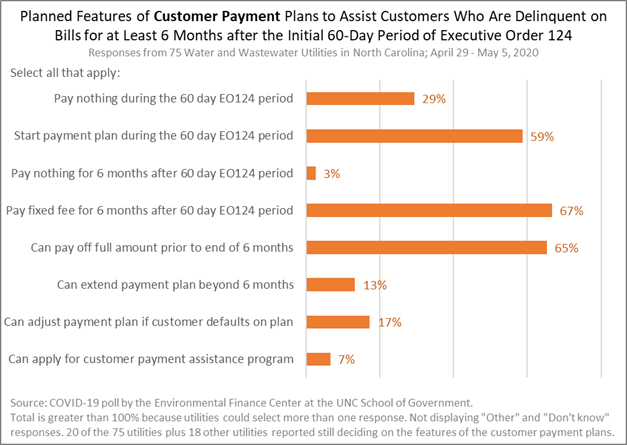 Planned Features of Customer Payment Plans to Assist Customers Who Are Delinquent on
Bills for at Least 6 Months after the Initial 60-Day Period of Executive Order 124
Responses from 75 Water and Wastewater Utilities in North Carolina; April 29 - May 5, 2020
Select all that apply:
Pay nothing during the 60 day EO124 period 29%
Start payment plan during the 60 day EO124 period 59%
Pay nothing for 6 months after 60 day EO124 period 3%
Pay fixed fee for 6 months after 60 day EO124 period 67%
Can pay off full amount prior to end of 6 months 65%
Can extend payment plan beyond 6 months 13%
Can adjust payment plan if customer defaults on plan 17%
Can apply for customer payment assistance program 7%
Source: COVID-19 poll by the Environmental Finance Center at the UNC School of Government.
Total is greater than 100% because utilities could select more than one response. Not displaying "Other" and "Don't know"
responses. 20 of the 75 utilities plus 18 other utilities reported still deciding on the features of the customer payment plans.